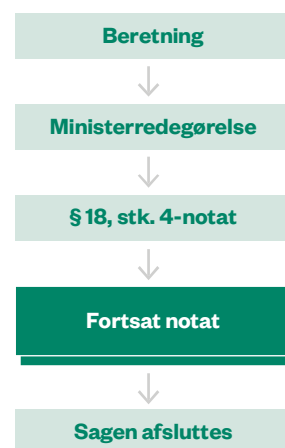 Beretning
Ministerredegørelse
§ 18, stk. 4-notat
Fortsat notat
Sagen afsluttes